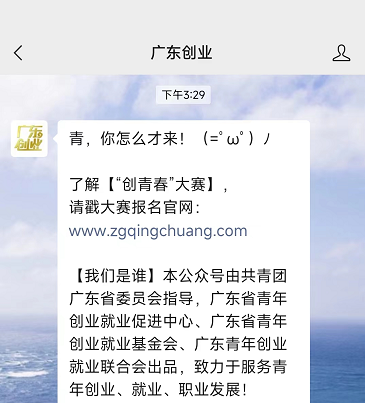 广东创业
下午3:29
广东
创业
青，你怎么才来！（=ﾟωﾟ）ﾉ
了解【“创青春”大赛】，
请戳大赛报名官网：
www.zgqingchuang.com
【我们是谁】本公众号由共青团
广东省委员会指导，广东省青年
创业就业促进中心、广东省青年
创业就业基金会、广东青年创业
就业联合会出品，致力于服务青
年创业、就业、职业发展！